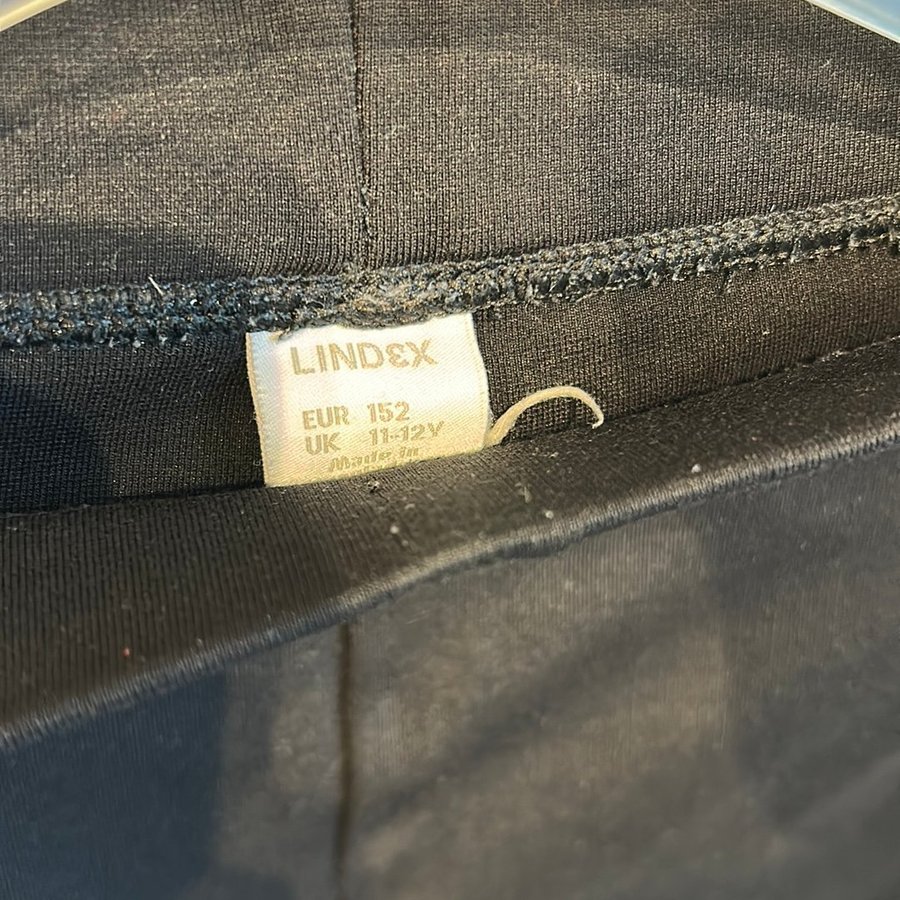 LINDEX
EUR 152
UK 11-12Y
Made in